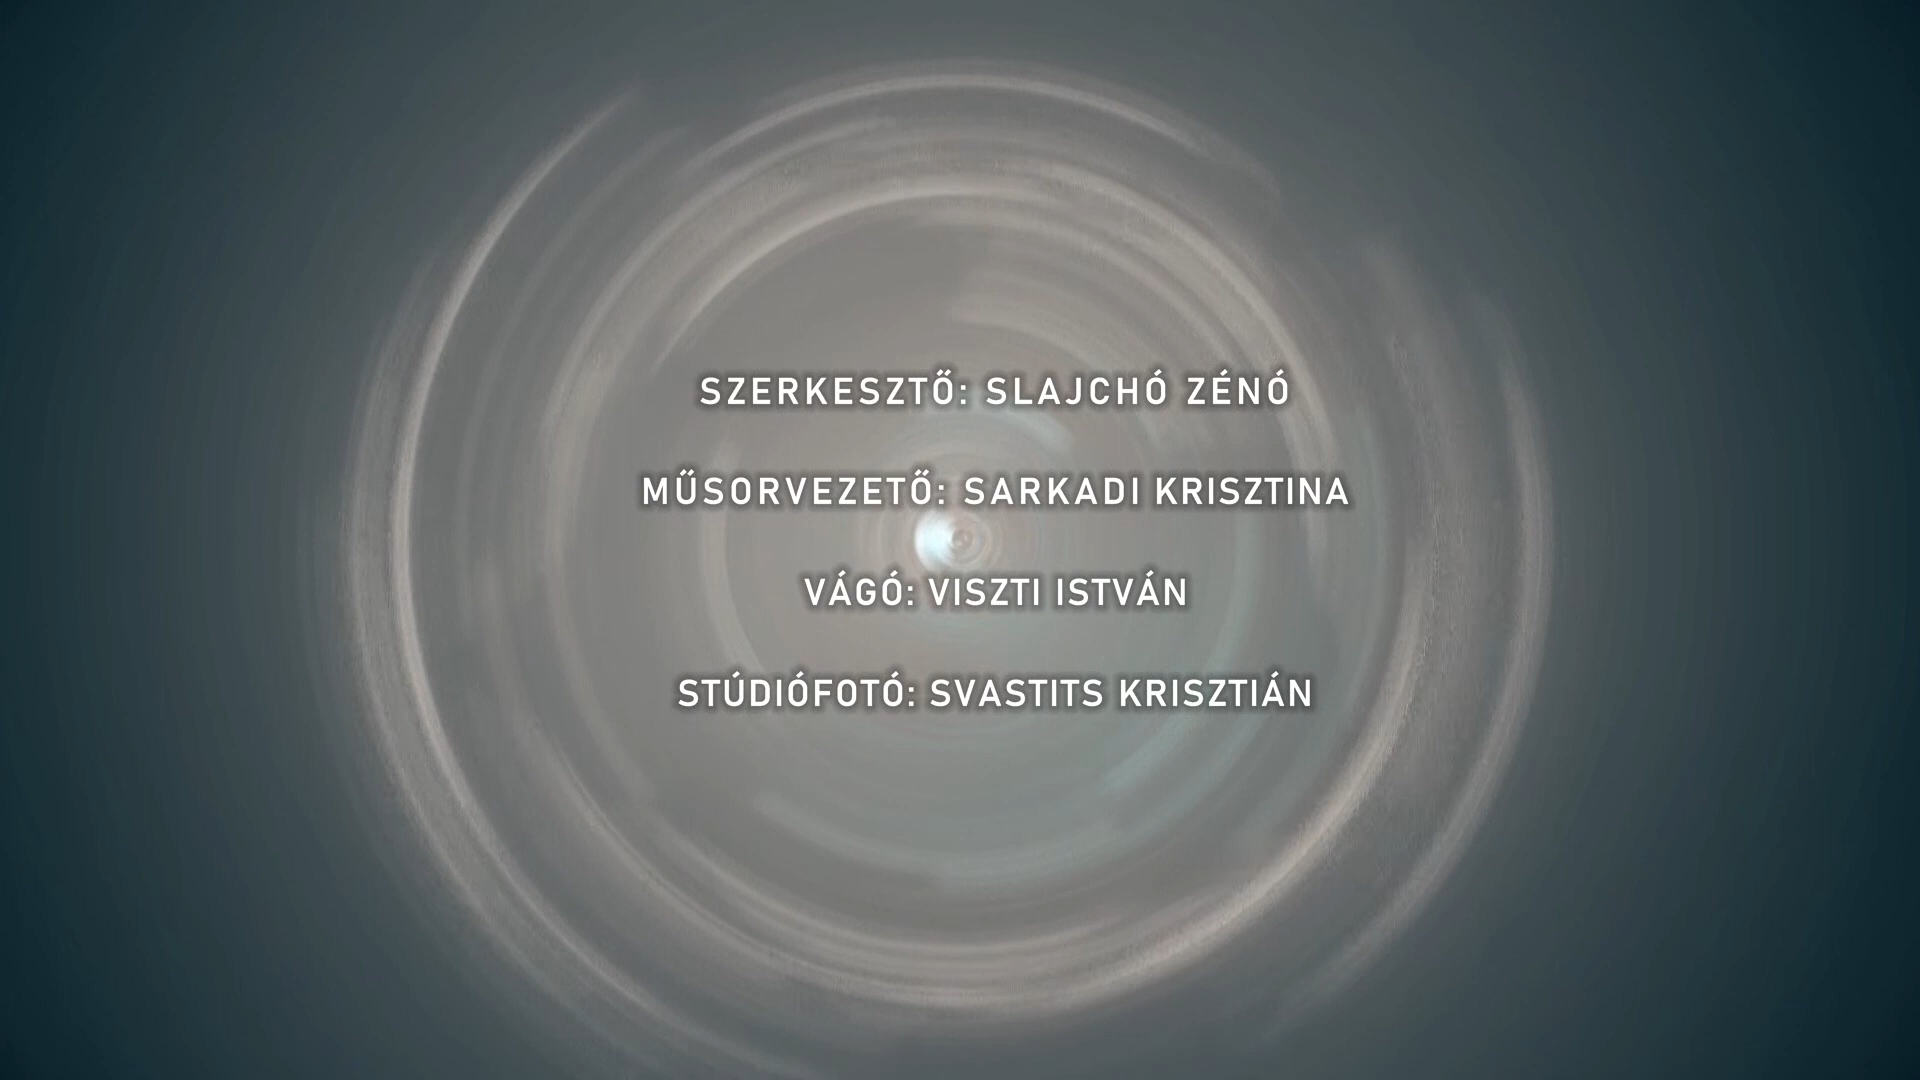 SZERKESZTŐ: SLAJCHÓ ZÉNÓ
MŰSORVEZETŐ: SARKADI KRISZTINA
VÁGÓ: VISZTI ISTVÁN
STÚDIÓFOTÓ: SVASTITS KRISZTIÁN